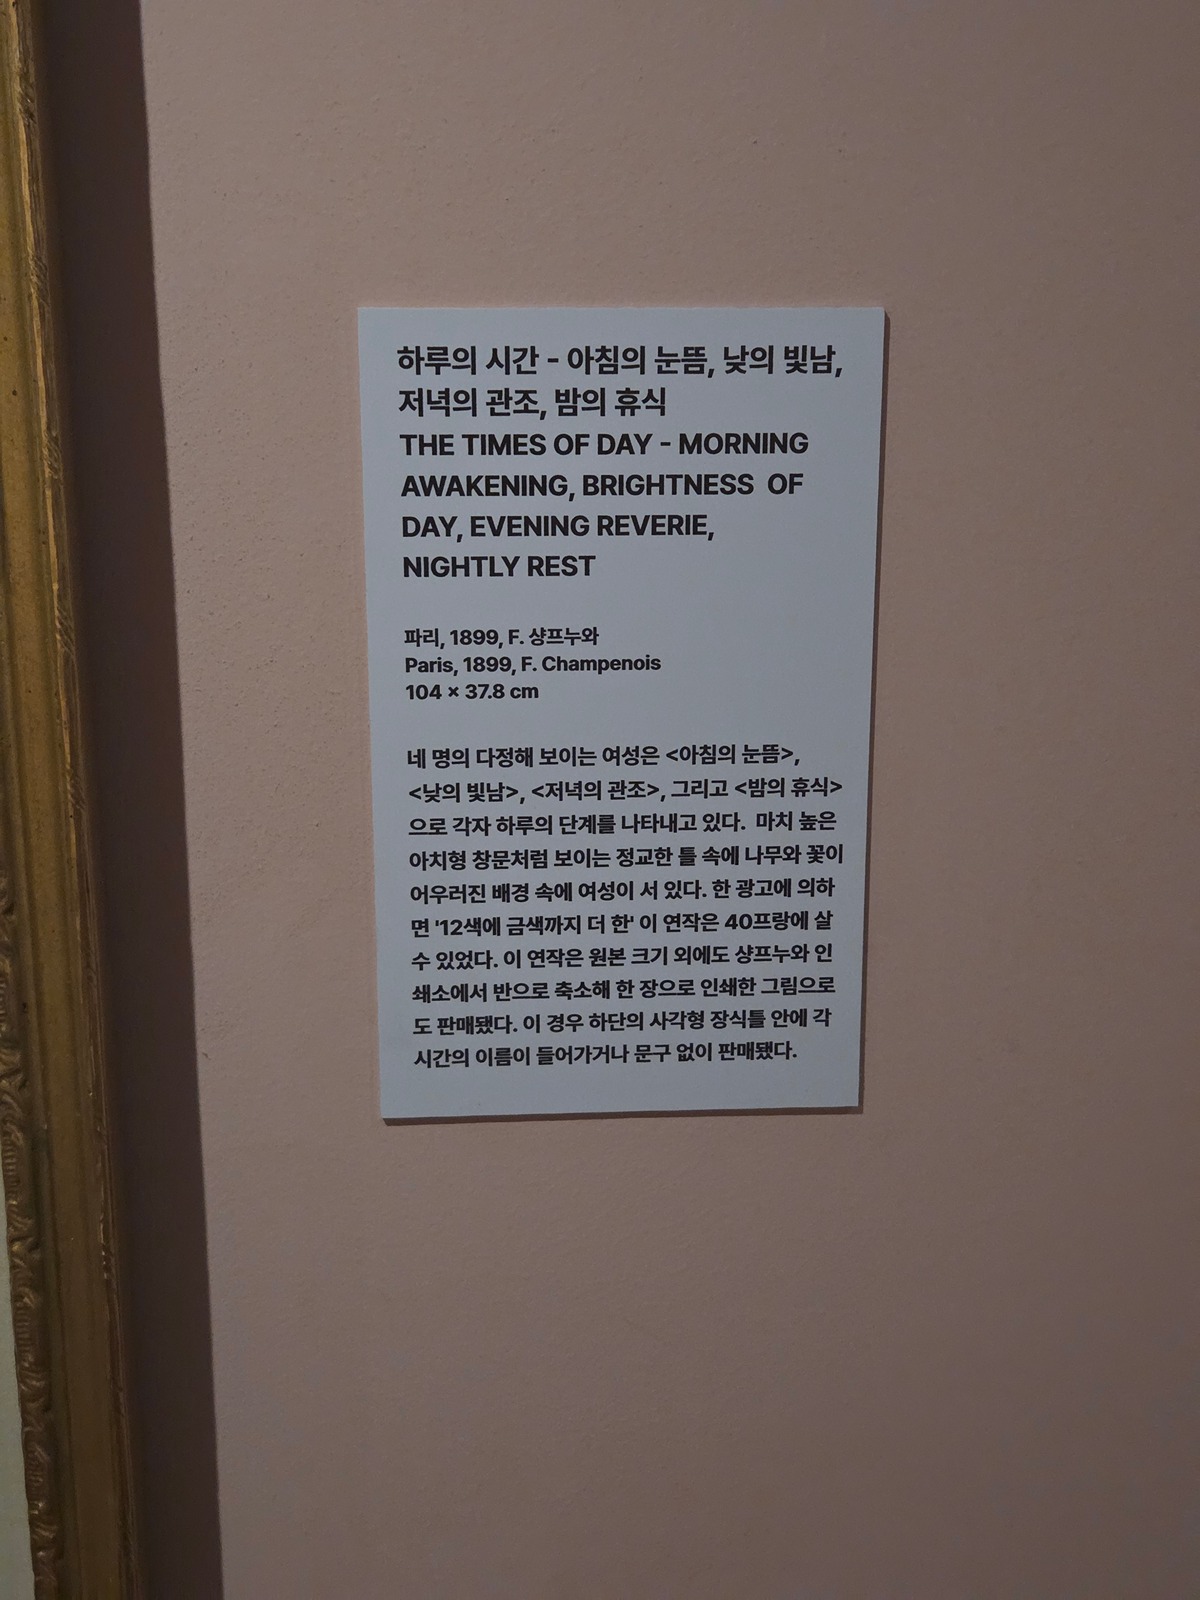 하루의 시간 - 아침의 눈뜸, 낮의 빛남,
저녁의 관조, 밤의 휴식
THE TIMES OF DAY - MORNING
AWAKENING, BRIGHTNESS OF
DAY, EVENING REVERIE,
NIGHTLY REST
파리, 1899, F. 샹프누와
Paris, 1899, F. Champenois
104 × 37.8 cm
네 명의 다정해 보이는 여성은 <아침의 눈뜸>,
<낮의 빛남>, <저녁의 관조>, 그리고 <밤의 휴식>
으로 각자 하루의 단계를 나타내고 있다. 마치 높은
아치형 창문처럼 보이는 정교한 틀 속에 나무와 꽃이
어우러진 배경 속에 여성이 서 있다. 한 광고에 의하
면 '12색에 금색까지 더 한' 이 연작은 40프랑에 살
수 있었다. 이 연작은 원본 크기 외에도 샹프누와 인
쇄소에서 반으로 축소해 한 장으로 인쇄한 그림으로
도 판매됐다. 이 경우 하단의 사각형 장식틀 안에 각
시간의 이름이 들어가거나 문구 없이 판매됐다.